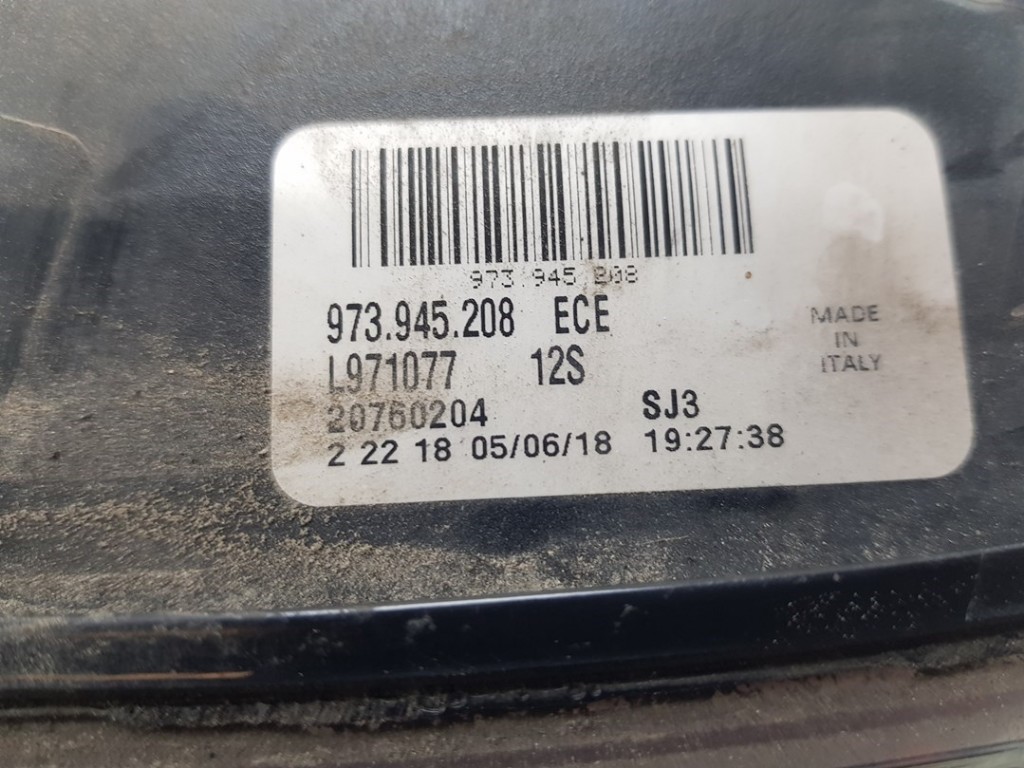 973.945.208
973.945.208 ECE
L971077 12S
20760204 SJ3
2 22 18 05/06/18 19:27:38
MADE
IN
ITALY